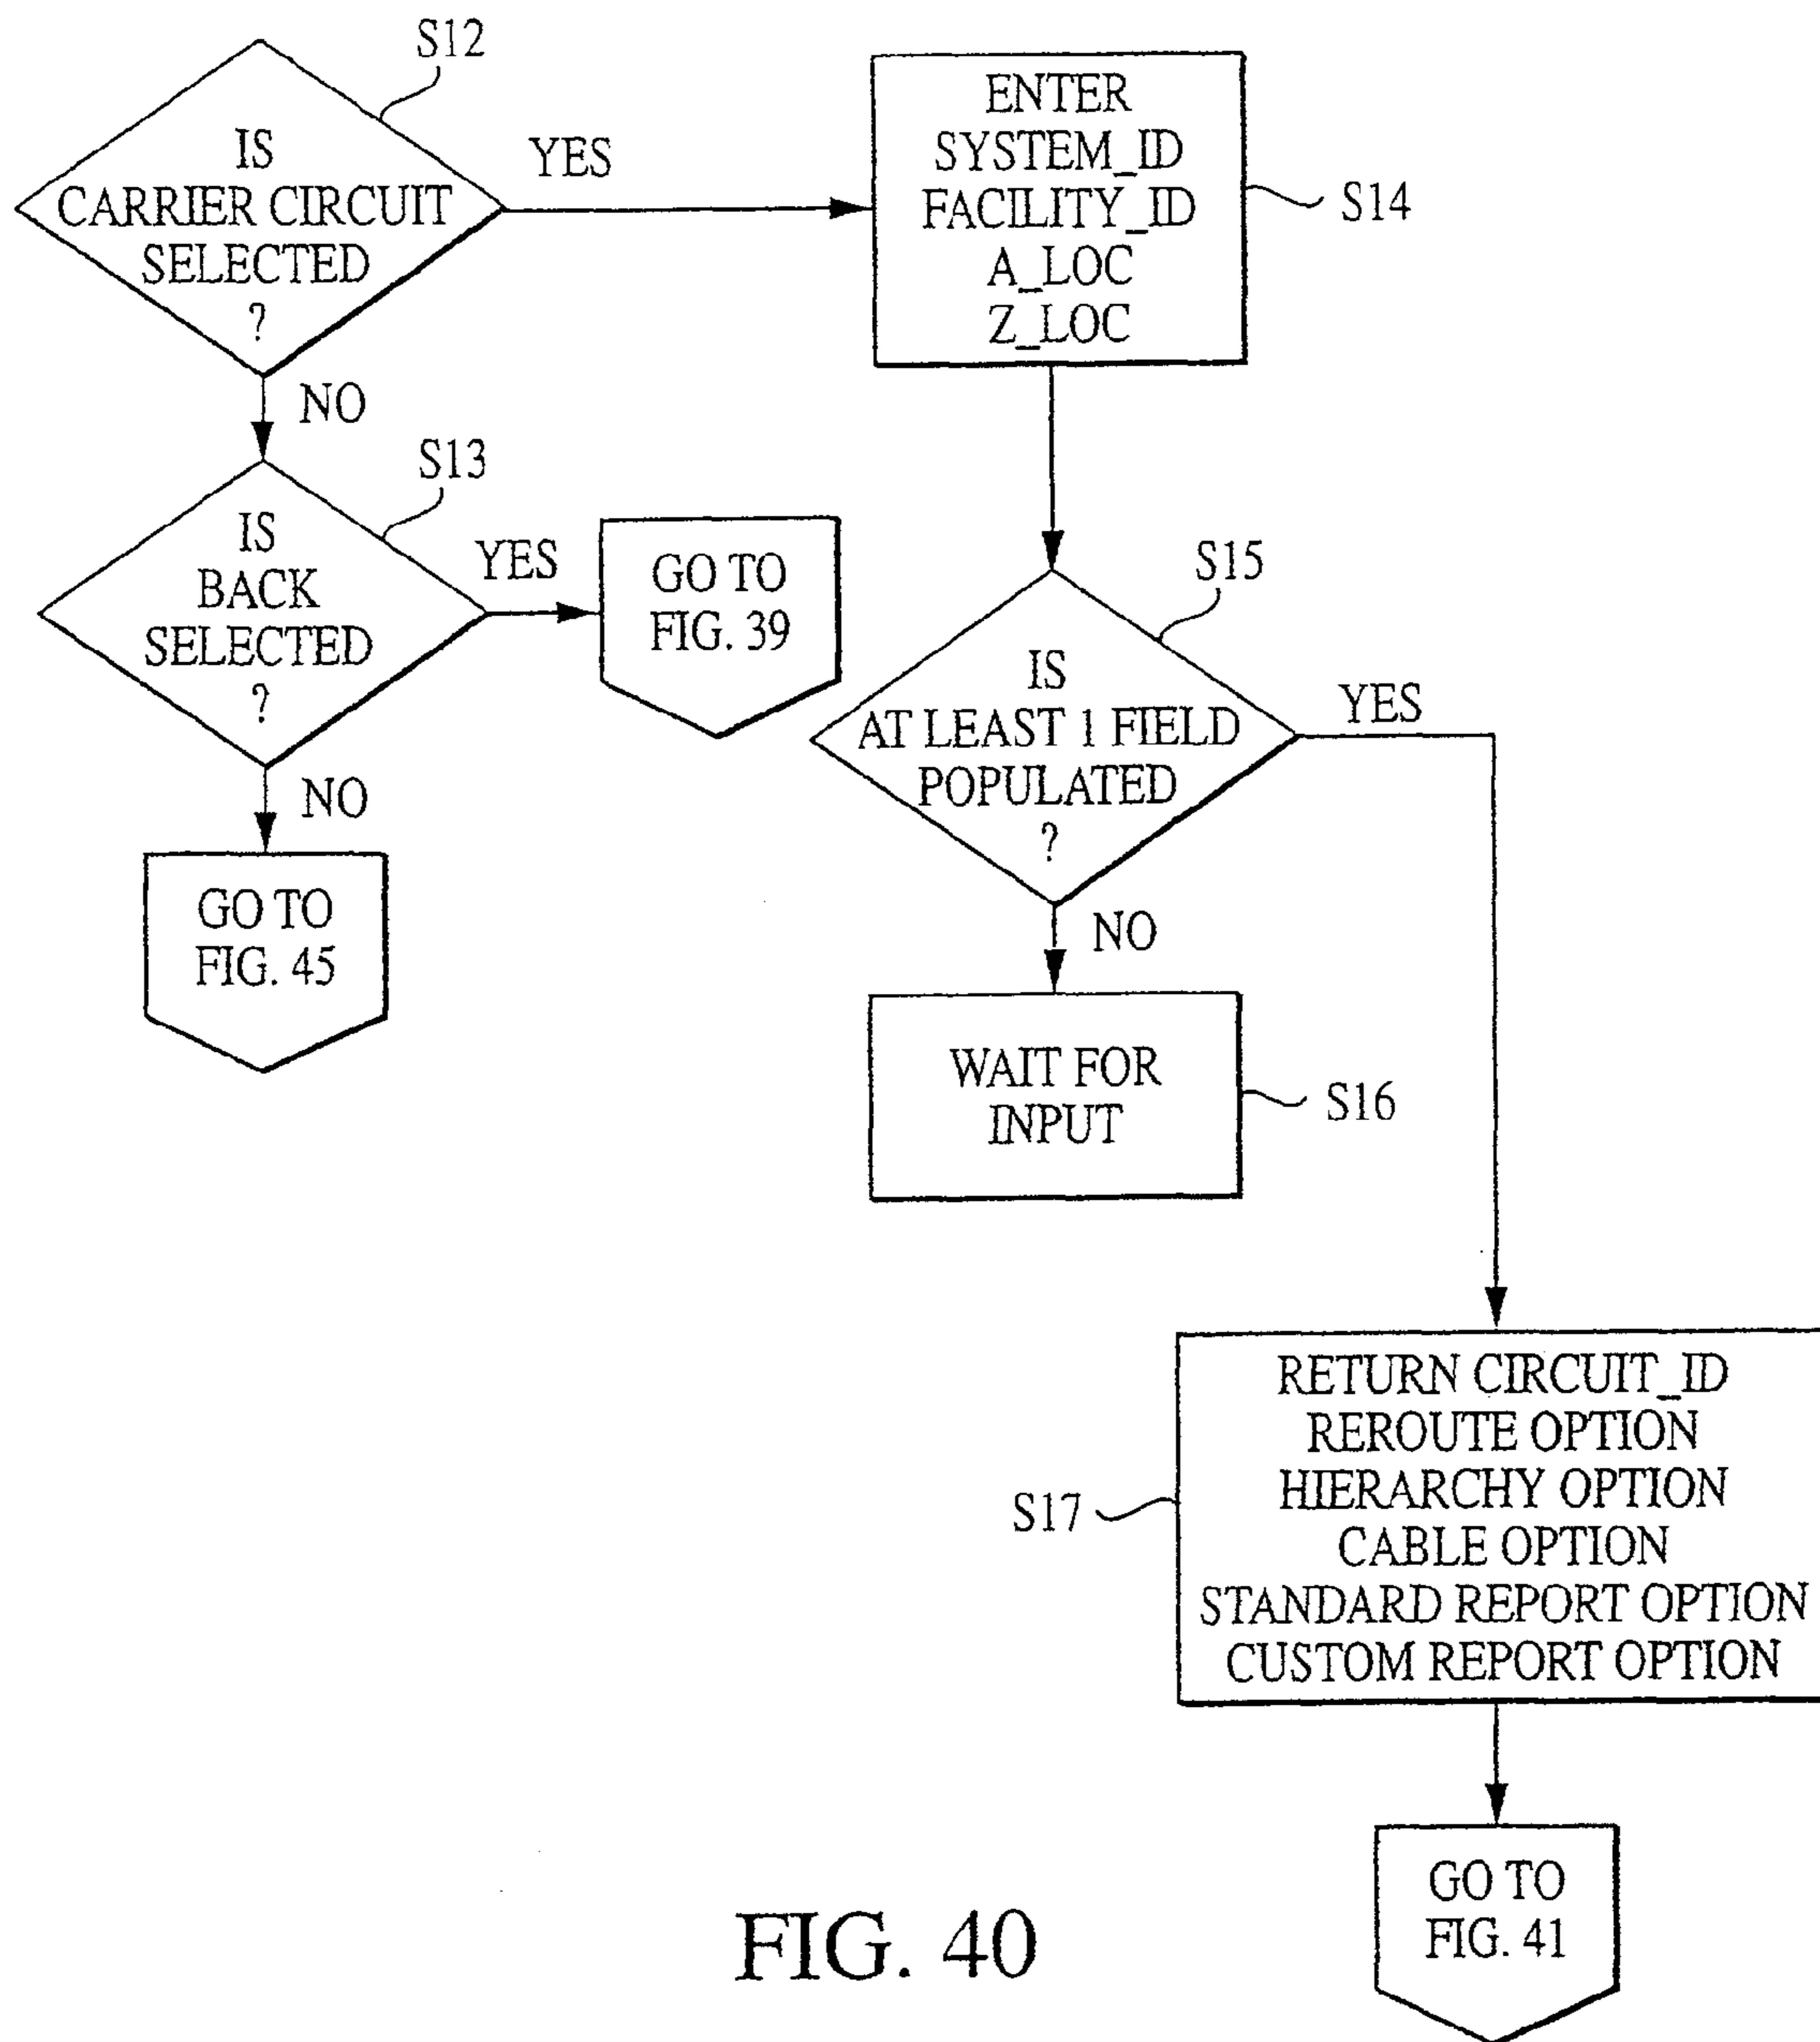 S12
IS
CARRIER CIRCUIT
SELECTED
?
YES
NO
ENTER
SYSTEM_ID
FACILITY_ID
A_LOC
Z_LOC
S14
S13
IS
BACK
SELECTED
?
YES
GO TO
FIG. 39
NO
GO TO
FIG. 45
S15
IS
AT LEAST 1 FIELD
POPULATED
?
YES
NO
WAIT FOR
INPUT
S16
S17
RETURN CIRCUIT_ID
REROUTE OPTION
HIERARCHY OPTION
CABLE OPTION
STANDARD REPORT OPTION
CUSTOM REPORT OPTION
GO TO
FIG. 41
FIG. 40